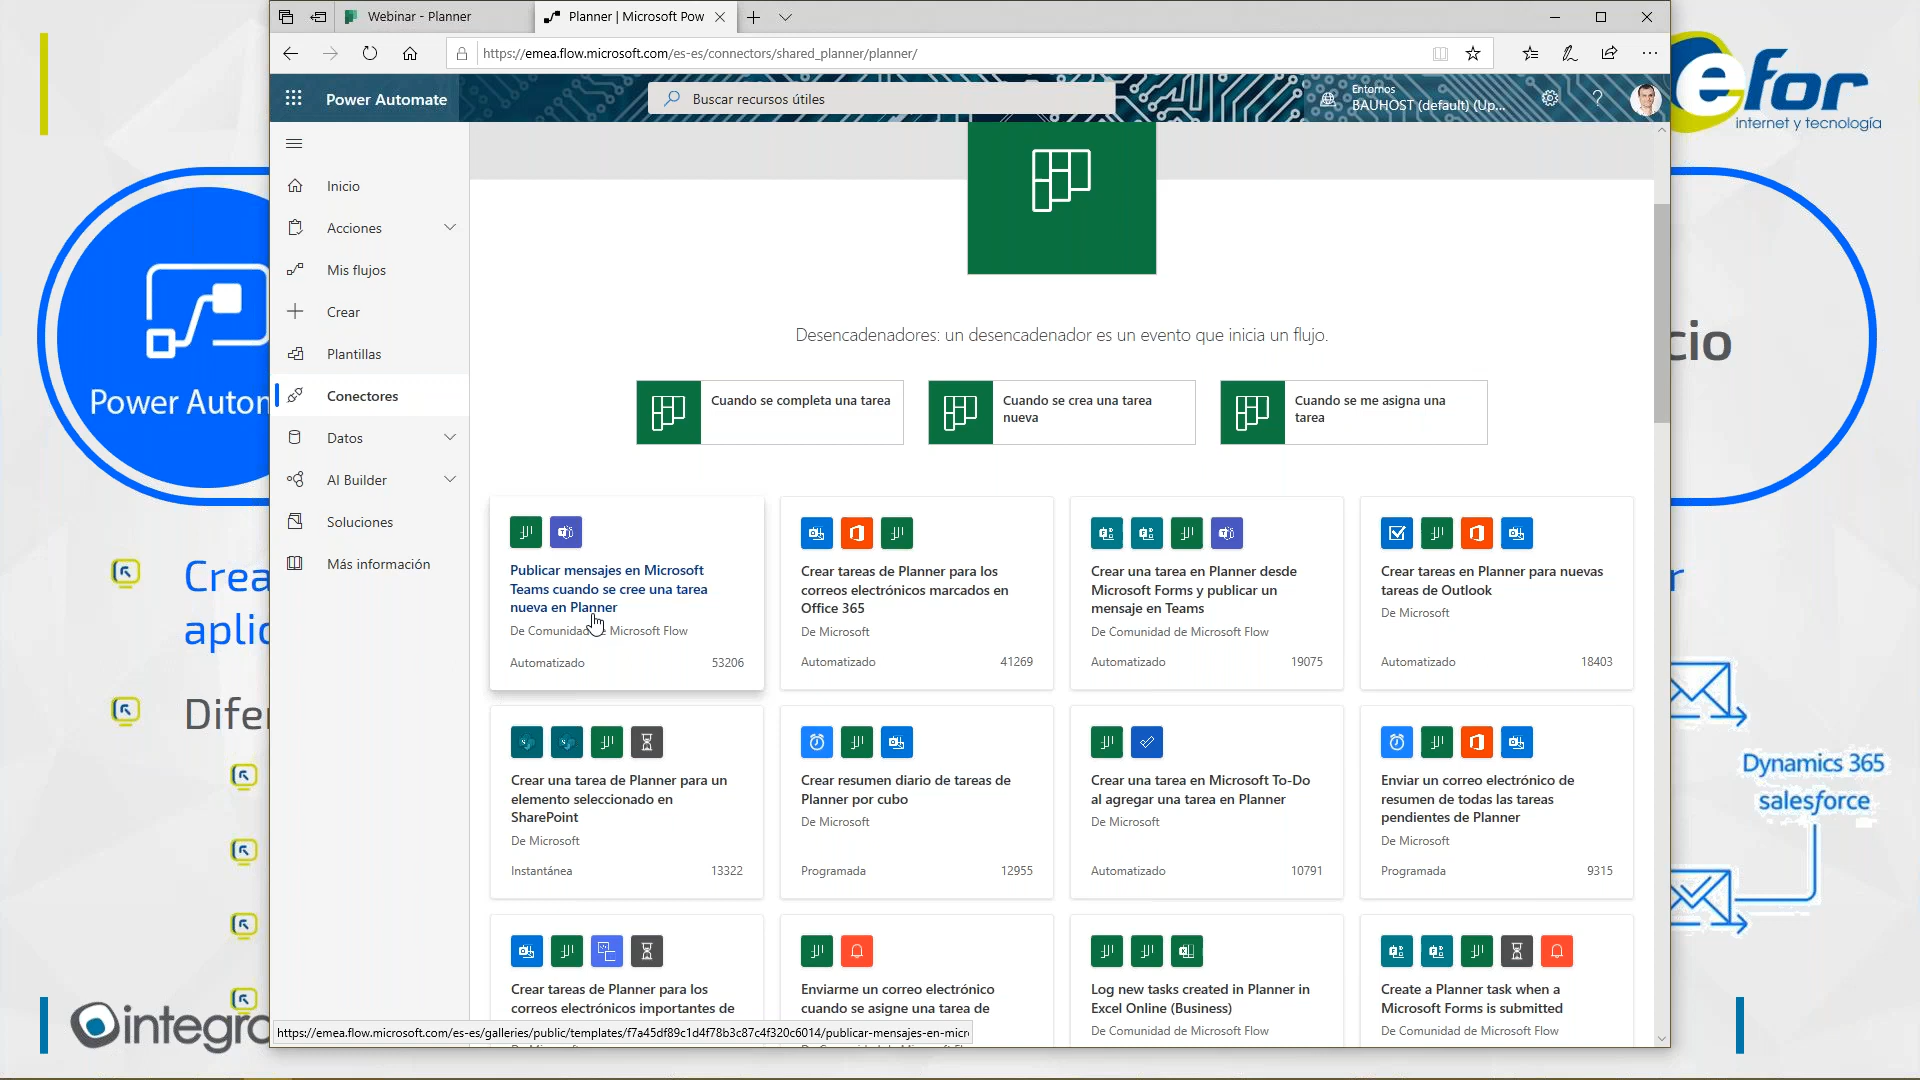 Webinar - Planner
Planner | Microsoft Pow
https://emea.flow.microsoft.com/es-es/connectors/shared_planner/planner/
Power Automate
Buscar recursos útiles
Entornos
BAUHOST (default) (Up...
efor
internet y tecnología
Inicio
Acciones
Mis flujos
Crear
Plantillas
Conectores
Datos
AI Builder
Soluciones
Más información
Desencadenadores: un desencadenador es un evento que inicia un flujo.
Cuando se completa una tarea
Cuando se crea una tarea
nueva
Cuando se me asigna una
tarea
Publicar mensajes en Microsoft
Teams cuando se cree una tarea
nueva en Planner
De Comunidad de Microsoft Flow
Automatizado 53206
Crear tareas de Planner para los
correos electrónicos marcados en
Office 365
De Microsoft
Automatizado 41269
Crear una tarea en Planner desde
Microsoft Forms y publicar un
mensaje en Teams
De Comunidad de Microsoft Flow
Automatizado 19075
Crear tareas en Planner para nuevas
tareas de Outlook
De Microsoft
Automatizado 18403
Crear una tarea de Planner para un
elemento seleccionado en
SharePoint
De Microsoft
Instantánea 13322
Crear resumen diario de tareas de
Planner por cubo
De Microsoft
Programada 12955
Crear una tarea en Microsoft To-Do
al agregar una tarea en Planner
De Microsoft
Automatizado 10791
Enviar un correo electrónico de
resumen de todas las tareas
pendientes de Planner
De Microsoft
Programada 9315
Crear tareas de Planner para los
correos electrónicos importantes de
Enviarme un correo electrónico
cuando se asigne una tarea de
Log new tasks created in Planner in
Excel Online (Business)
De Comunidad de Microsoft Flow
Create a Planner task when a
Microsoft Forms is submitted
De Comunidad de Microsoft Flow
https://emea.flow.microsoft.com/es-es/galleries/public/templates/f7a45df89c1d4f78b3c87c4f320c6014/publicar-mensajes-en-micr
Power Autom
Crea
aplic
Difer
integra
cio
r
Dynamics 365
salesforce